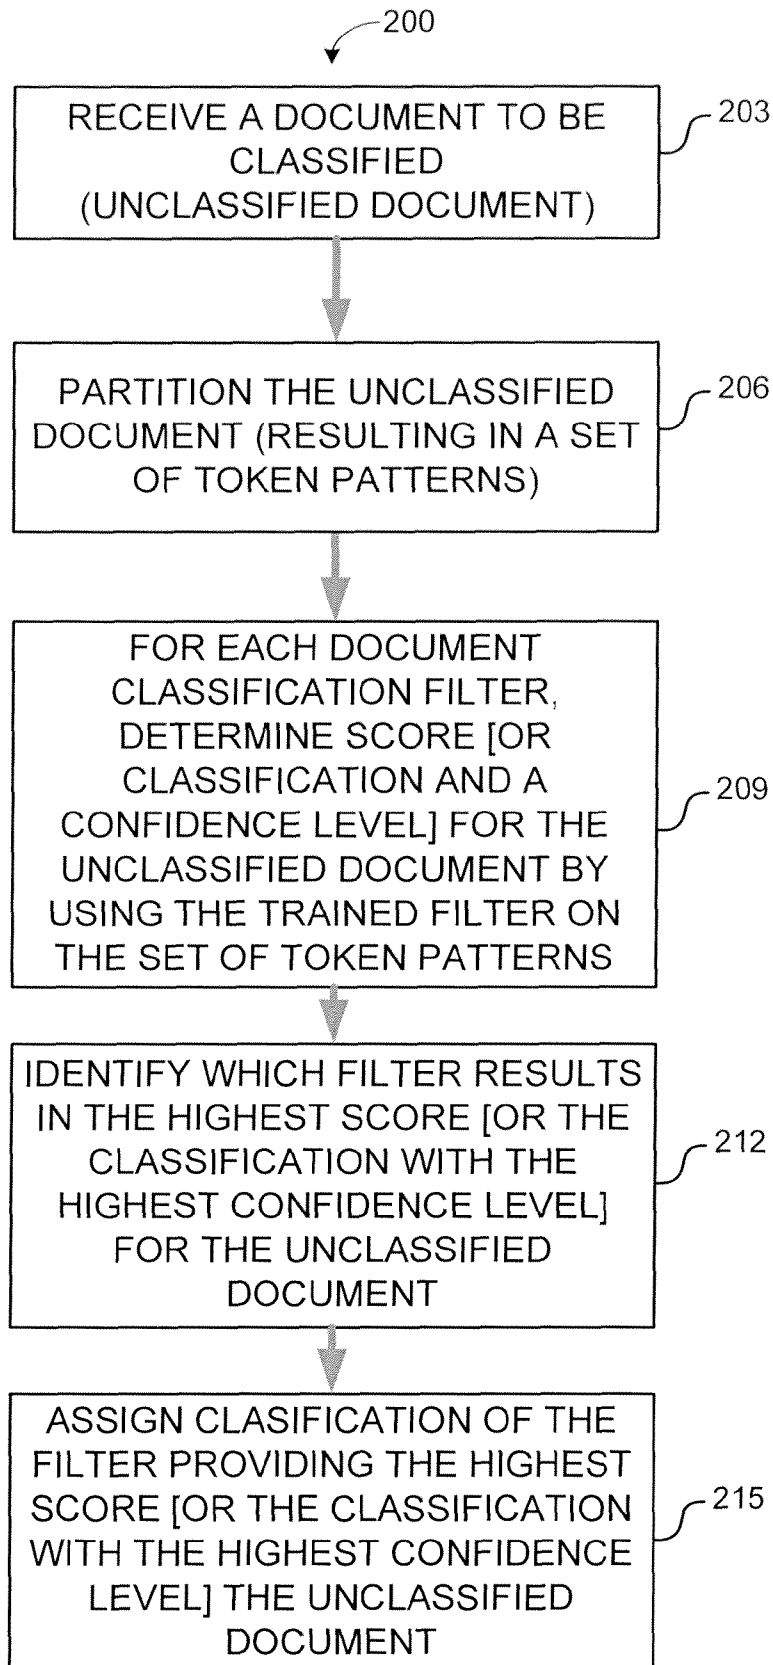 200
RECEIVE A DOCUMENT TO BE
CLASSIFIED
(UNCLASSIFIED DOCUMENT)
203
PARTITION THE UNCLASSIFIED
DOCUMENT (RESULTING IN A SET
OF TOKEN PATTERNS)
206
FOR EACH DOCUMENT
CLASSIFICATION FILTER,
DETERMINE SCORE [OR
CLASSIFICATION AND A
CONFIDENCE LEVEL] FOR THE
UNCLASSIFIED DOCUMENT BY
USING THE TRAINED FILTER ON
THE SET OF TOKEN PATTERNS
209
IDENTIFY WHICH FILTER RESULTS
IN THE HIGHEST SCORE [OR THE
CLASSIFICATION WITH THE
HIGHEST CONFIDENCE LEVEL]
FOR THE UNCLASSIFIED
DOCUMENT
212
ASSIGN CLASIFICATION OF THE
FILTER PROVIDING THE HIGHEST
SCORE [OR THE CLASSIFICATION
WITH THE HIGHEST CONFIDENCE
LEVEL] THE UNCLASSIFIED
DOCUMENT
215